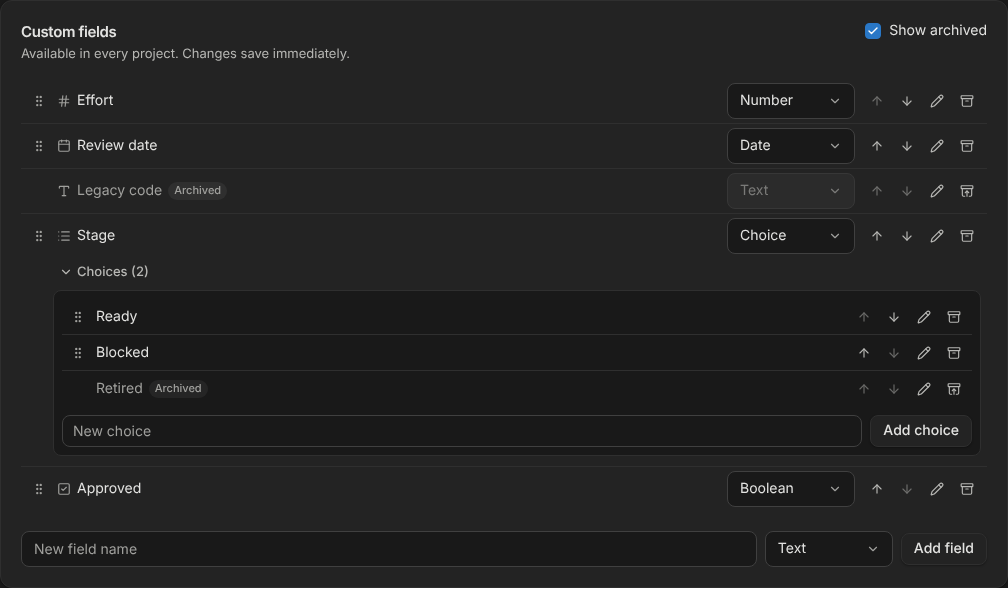 Custom fields
Show archived
Available in every project. Changes save immediately.
Effort
Number
Review date
Date
Legacy code Archived
Text
Stage
Choice
Choices (2)
Ready
Blocked
Retired Archived
New choice
Add choice
Approved
Boolean
New field name
Text
Add field